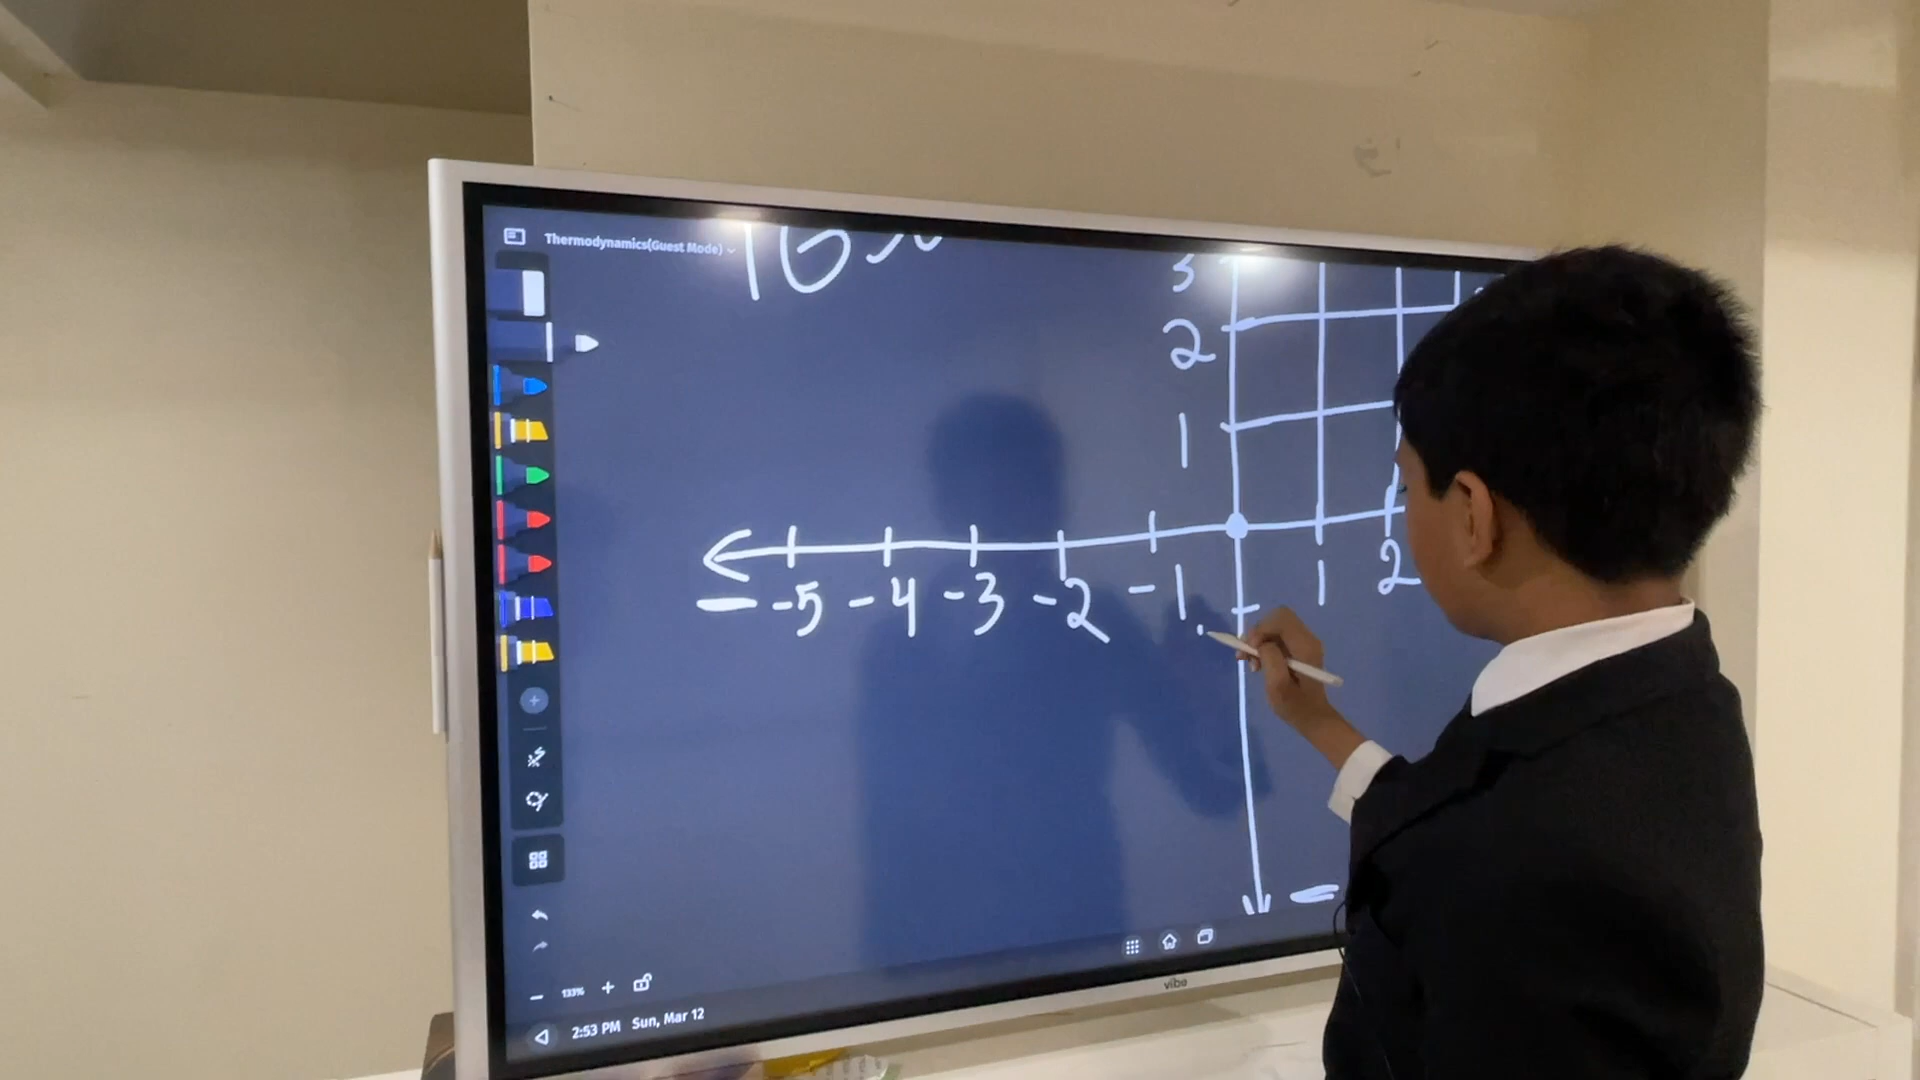 Thermodynamics(Guest Mode)
3
2
1
- -5 -4 -3 -2 -1 1 2
-
133%
vibe
2:53 PM Sun, Mar 12